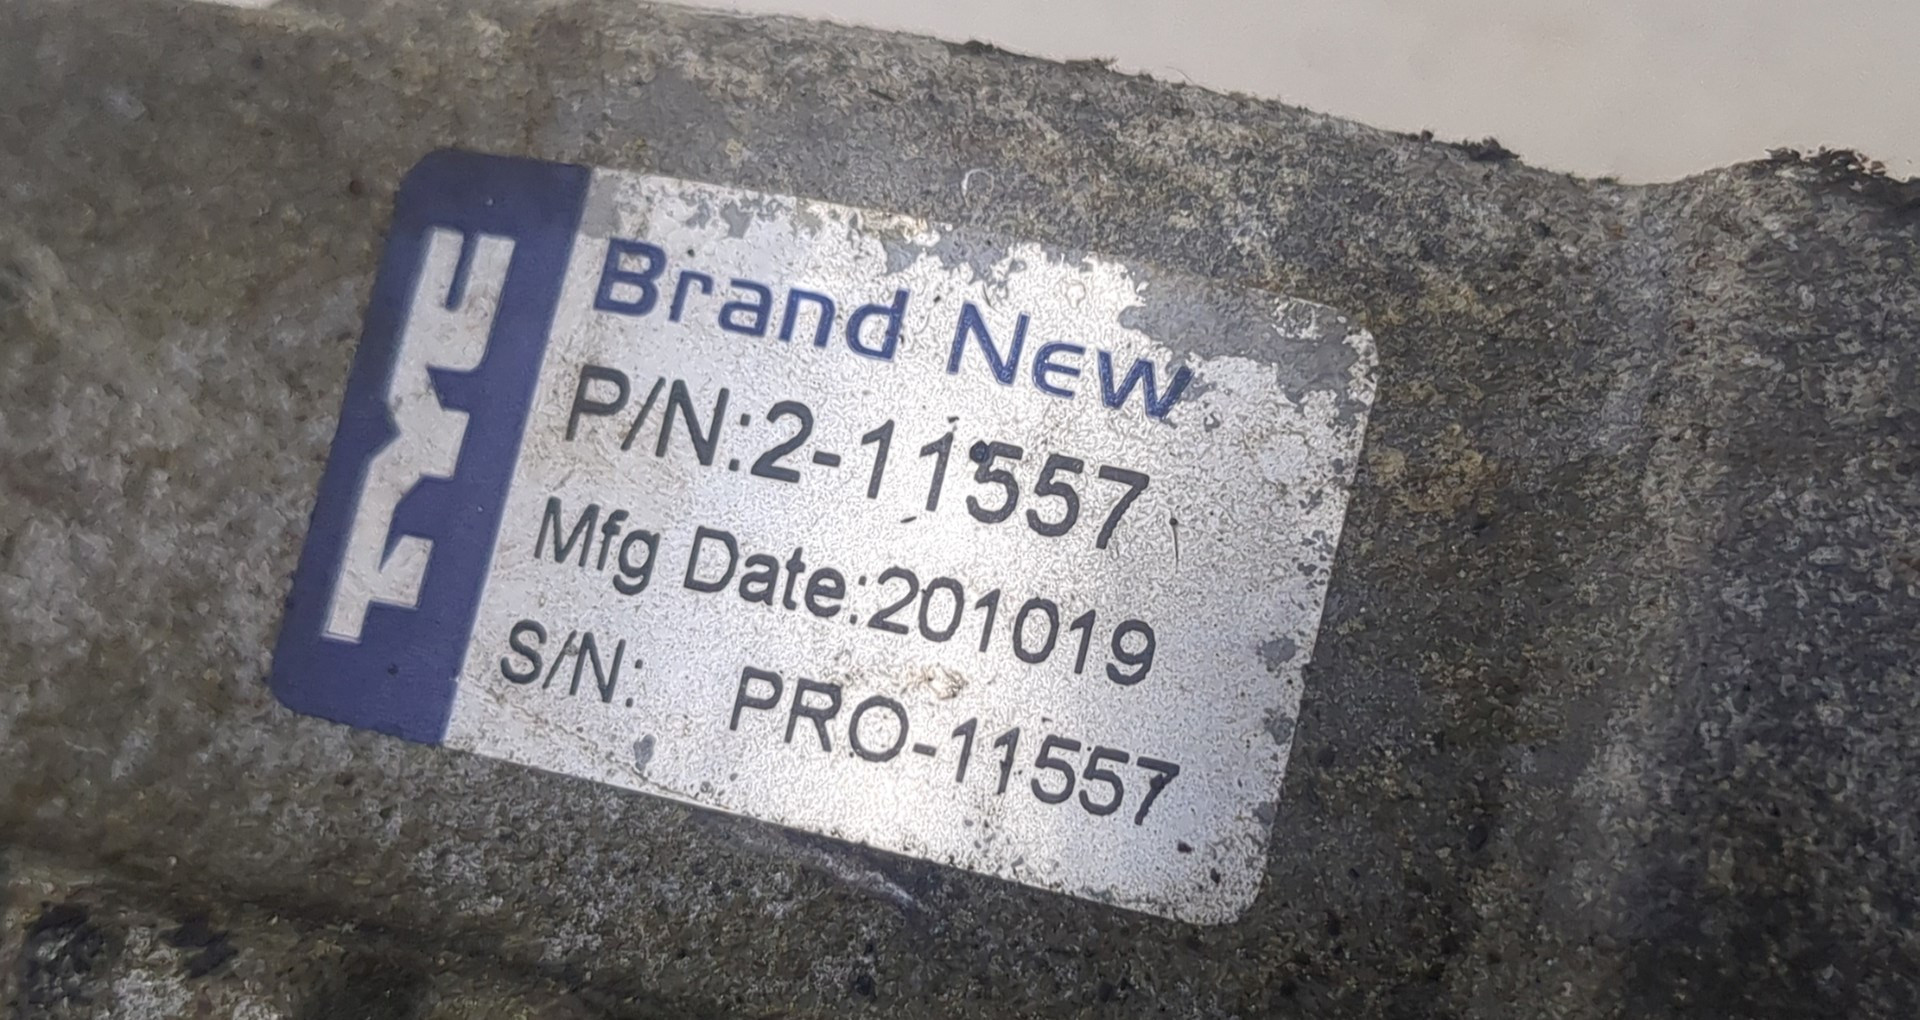 Brand New
P/N:2-11557
Mfg Date:201019
S/N: PRO-11557